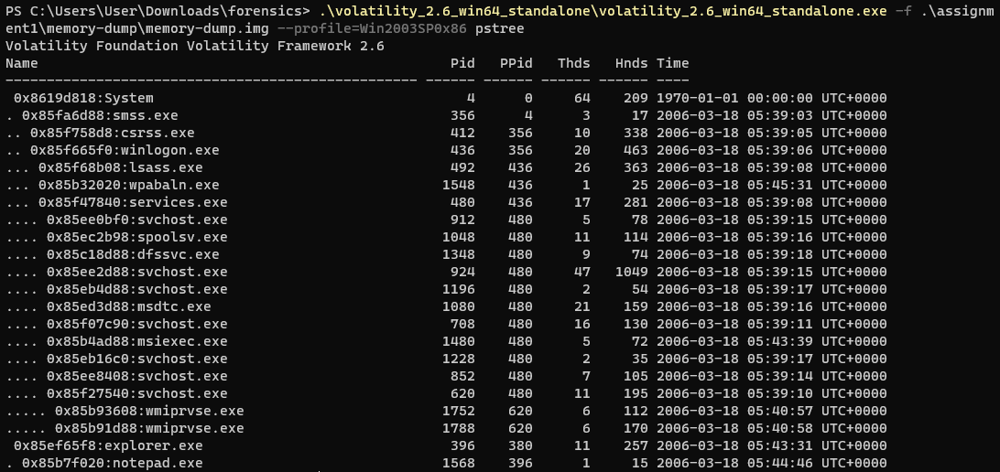 PS C:\Users\User\Downloads\forensics> .\volatility_2.6_win64_standalone\volatility_2.6_win64_standalone.exe -f .\assignm
ent1\memory-dump\memory-dump.img --profile=Win2003SP0x86 pstree
Volatility Foundation Volatility Framework 2.6
Name                                                  Pid   PPid   Thds   Hnds Time
-------------------------------------------------- ------ ------ ------ ------ ----
 0x8619d818:System                                      4      0     64    209 1970-01-01 00:00:00 UTC+0000
. 0x85fa6d88:smss.exe                                 356      4      3     17 2006-03-18 05:39:03 UTC+0000
.. 0x85f758d8:csrss.exe                               412    356     10    338 2006-03-18 05:39:05 UTC+0000
.. 0x85f665f0:winlogon.exe                            436    356     20    463 2006-03-18 05:39:06 UTC+0000
... 0x85f68b08:lsass.exe                              492    436     26    363 2006-03-18 05:39:08 UTC+0000
... 0x85b32020:wpabaln.exe                           1548    436      1     25 2006-03-18 05:45:31 UTC+0000
... 0x85f47840:services.exe                           480    436     17    281 2006-03-18 05:39:08 UTC+0000
.... 0x85ee0bf0:svchost.exe                           912    480      5     78 2006-03-18 05:39:15 UTC+0000
.... 0x85ec2b98:spoolsv.exe                          1048    480     11    114 2006-03-18 05:39:16 UTC+0000
.... 0x85c18d88:dfssvc.exe                           1348    480      9     74 2006-03-18 05:39:18 UTC+0000
.... 0x85ee2d88:svchost.exe                           924    480     47   1049 2006-03-18 05:39:15 UTC+0000
.... 0x85eb4d88:svchost.exe                          1196    480      2     54 2006-03-18 05:39:17 UTC+0000
.... 0x85ed3d88:msdtc.exe                            1080    480     21    159 2006-03-18 05:39:16 UTC+0000
.... 0x85f07c90:svchost.exe                           708    480     16    130 2006-03-18 05:39:11 UTC+0000
.... 0x85b4ad88:msiexec.exe                          1480    480      5     72 2006-03-18 05:43:39 UTC+0000
.... 0x85eb16c0:svchost.exe                          1228    480      2     35 2006-03-18 05:39:17 UTC+0000
.... 0x85ee8408:svchost.exe                           852    480      7    105 2006-03-18 05:39:14 UTC+0000
.... 0x85f27540:svchost.exe                           620    480     11    195 2006-03-18 05:39:10 UTC+0000
..... 0x85b93608:wmiprvse.exe                        1752    620      6    112 2006-03-18 05:40:57 UTC+0000
..... 0x85b91d88:wmiprvse.exe                        1788    620      6    170 2006-03-18 05:40:58 UTC+0000
 0x85ef65f8:explorer.exe                              396    380     11    257 2006-03-18 05:43:31 UTC+0000
. 0x85b7f020:notepad.exe                             1568    396      1     15 2006-03-18 05:44:46 UTC+0000